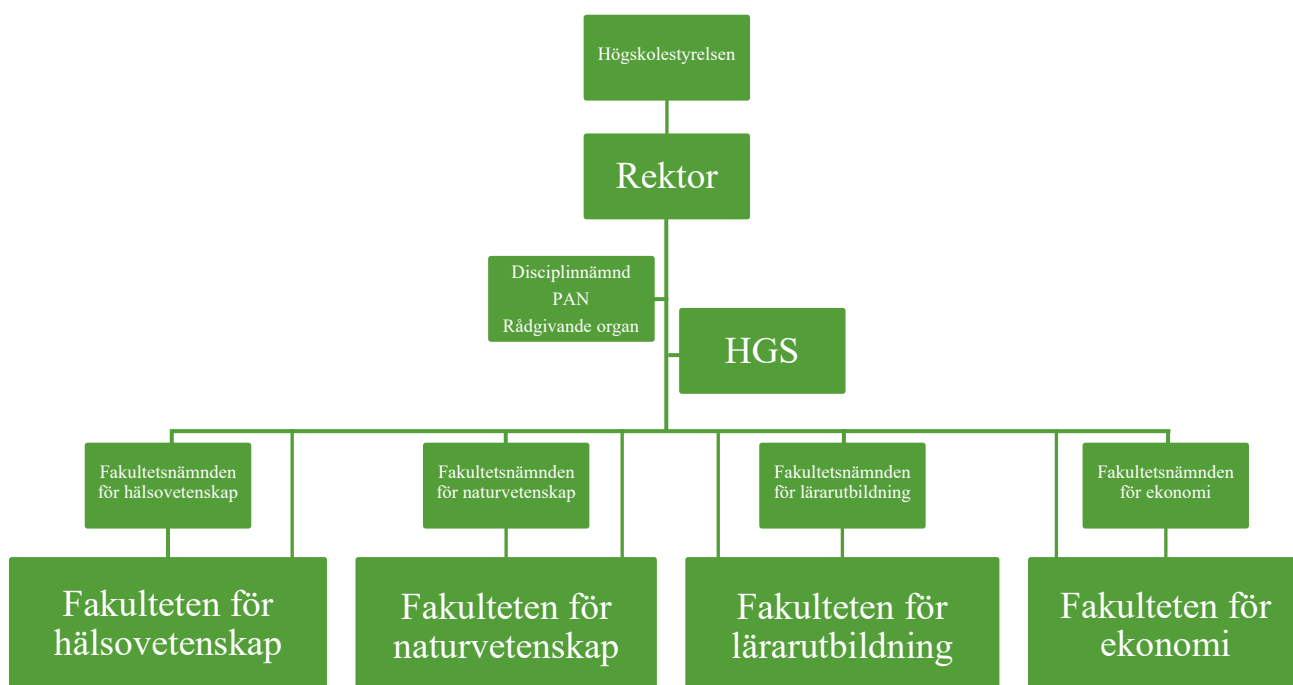 Högskolestyrelsen
Rektor
Disciplinnämnd
PAN
Rådgivande organ
HGS
Fakultetsnämnden
för hälsovetenskap
Fakultetsnämnden
för naturvetenskap
Fakultetsnämnden
för lärarutbildning
Fakultetsnämnden
för ekonomi
Fakulteten för
hälsovetenskap
Fakulteten för
naturvetenskap
Fakulteten för
lärarutbildning
Fakulteten för
ekonomi